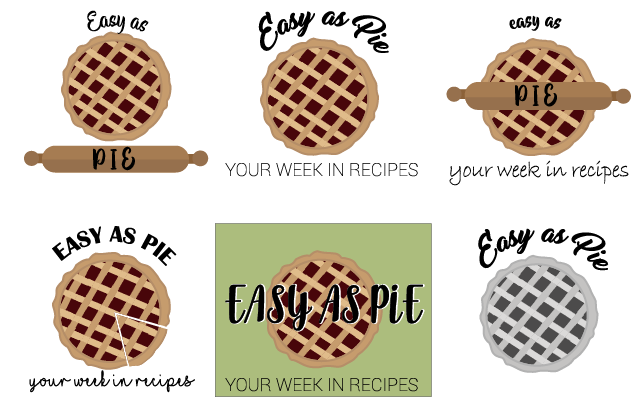 Easy as
PIE
Easy as Pie
YOUR WEEK IN RECIPES
easy as
PIE
your week in recipes
EASY AS PIE
your week in recipes
EASY AS PiE
YOUR WEEK IN RECIPES
Easy as Pie